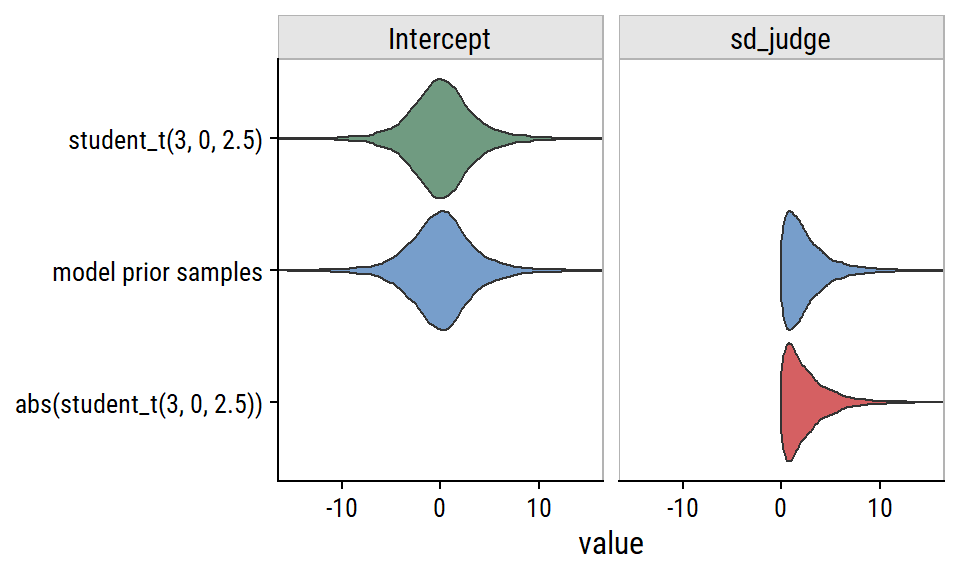 Intercept
sd_judge
student_t(3, 0, 2.5)
model prior samples
abs(student_t(3, 0, 2.5))
-10 0 10
-10 0 10
value